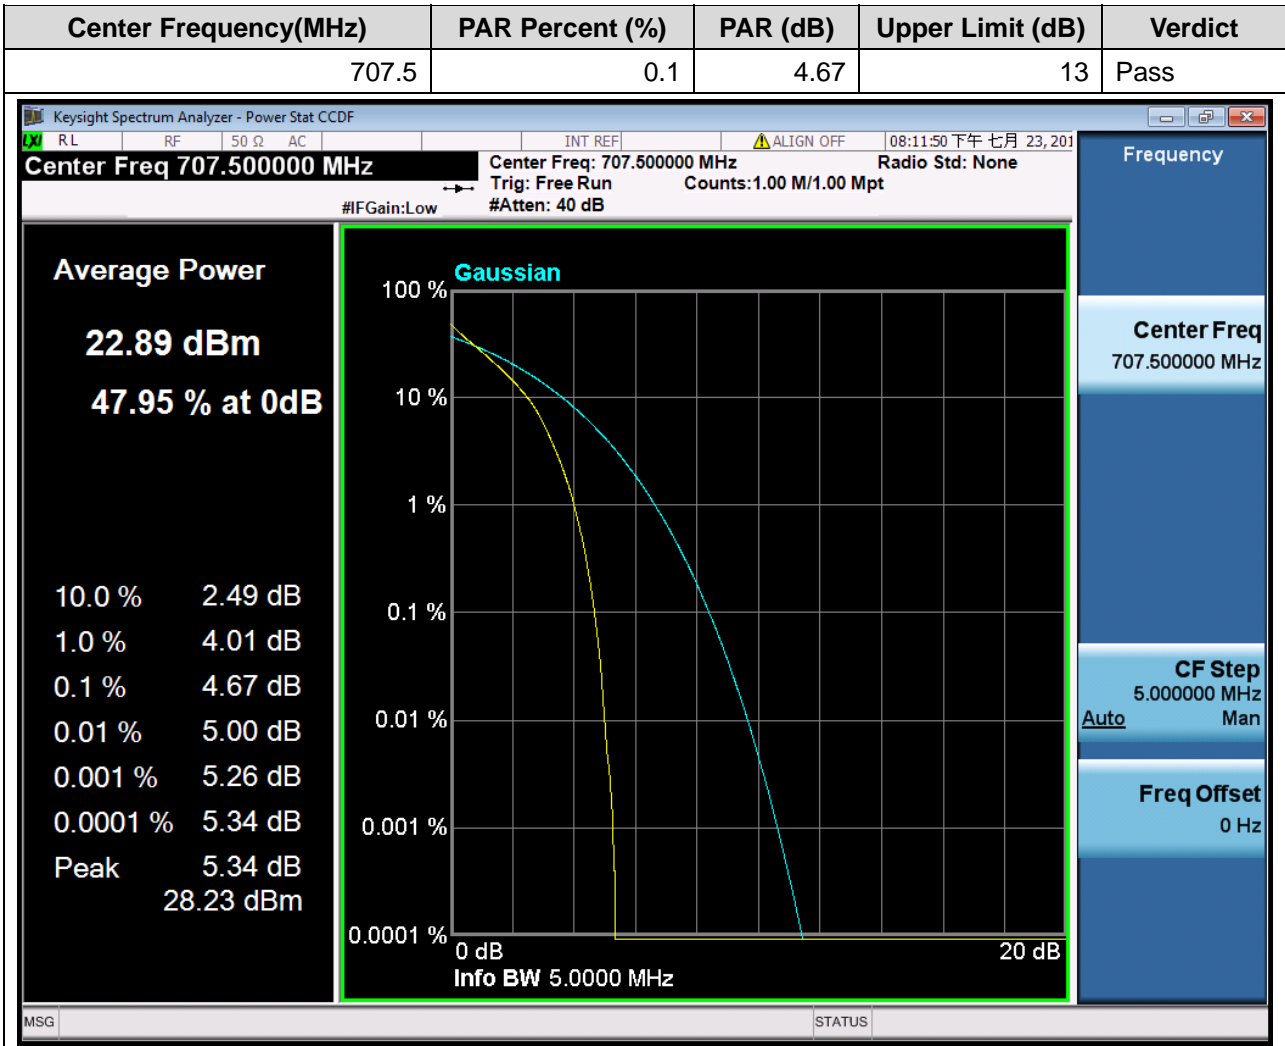 Center Frequency(MHz) PAR Percent (%) PAR (dB) Upper Limit (dB) Verdict
707.5 0.1 4.67 13 Pass
Keysight Spectrum Analyzer - Power Stat CCDF
LXI RL RF 50 Ω AC INT REF ALIGN OFF 08:11:50 下午 七月 23, 201
Center Freq 707.500000 MHz
Center Freq: 707.500000 MHz Radio Std: None
Trig: Free Run Counts:1.00 M/1.00 Mpt
#IFGain:Low #Atten: 40 dB
Average Power
22.89 dBm
47.95 % at 0dB
10.0 % 2.49 dB
1.0 % 4.01 dB
0.1 % 4.67 dB
0.01 % 5.00 dB
0.001 % 5.26 dB
0.0001 % 5.34 dB
Peak 5.34 dB
28.23 dBm
Gaussian
100 %
10 %
1 %
0.1 %
0.01 %
0.001 %
0.0001 %
0 dB 20 dB
Info BW 5.0000 MHz
Frequency
Center Freq
707.500000 MHz
CF Step
5.000000 MHz
Auto Man
Freq Offset
0 Hz
MSG STATUS